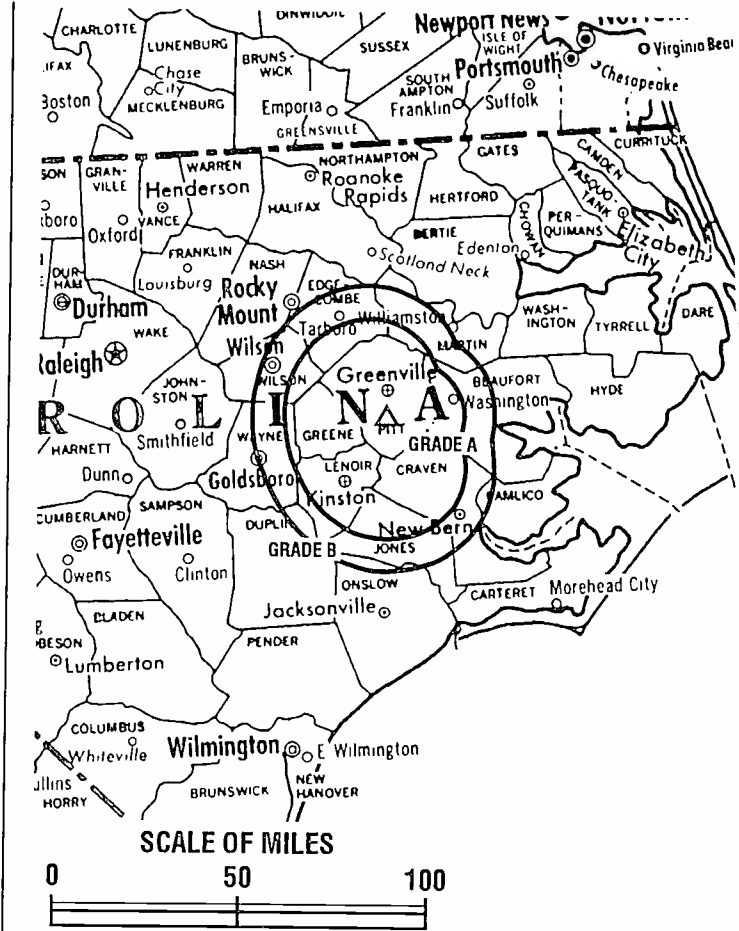 CHARLOTTE
DINWIDDIE
Newport News
LUNENBURG
BRUNS-
WICK
SUSSEX
ISLE OF
WIGHT
Virginia Beau
Portsmouth
Chesapeake
Chase
City
MECKLENBURG
Boston
Emporia
GREENSVILLE
SOUTH
AMPTON
Franklin
Suffolk
CURRITUCK
GRAN-
VILLE
WARREN
NORTHAMPTON
GATES
CAMDEN
Henderson
Roanoke
Rapids
HERTFORD
PASQUO-
TANK
VANCE
Oxford
HALIFAX
BERTIE
CHOWAN
PER-
QUIMANS
Elizabeth
City
Edenton
Scotland Neck
FRANKLIN
Louisburg
NASH
DUR-
HAM
Durham
Rocky
Mount
EDGE-
COMBE
Tarboro
Williamston
WASH-
INGTON
TYRRELL
DARE
WAKE
MARTIN
Raleigh
Wilson
WILSON
JOHN-
STON
Greenville
BEAUFORT
Washington
HYDE
R O L I N A
Smithfield
PITT
GREENE
GRADE A
HARNETT
WAYNE
LENOIR
CRAVEN
Dunn
Goldsboro
Kinston
PAMLICO
CUMBERLAND
SAMPSON
DUPLIN
New Bern
Fayetteville
GRADE B
JONES
Owens
Clinton
ONSLOW
CARTERET
Morehead City
Jacksonville
BLADEN
PENDER
BESON
Lumberton
COLUMBUS
Whiteville
Wilmington
E Wilmington
ullins
HORRY
BRUNSWICK
NEW
HANOVER
SCALE OF MILES
0 50 100